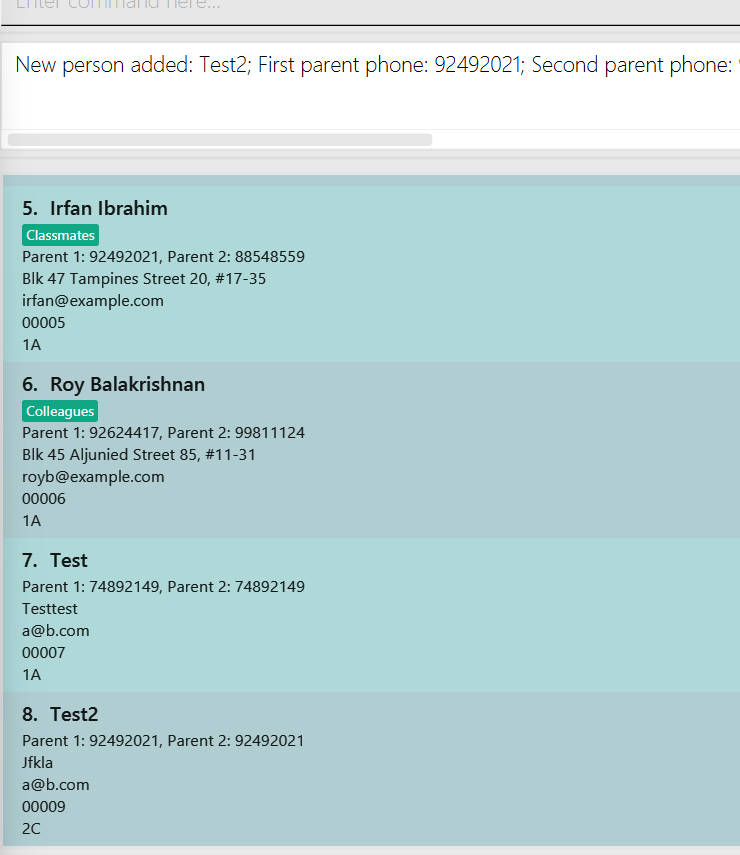 Enter command here...
New person added: Test2; First parent phone: 92492021; Second parent phone:
5. Irfan Ibrahim
Classmates
Parent 1: 92492021, Parent 2: 88548559
Blk 47 Tampines Street 20, #17-35
irfan@example.com
00005
1A
6. Roy Balakrishnan
Colleagues
Parent 1: 92624417, Parent 2: 99811124
Blk 45 Aljunied Street 85, #11-31
royb@example.com
00006
1A
7. Test
Parent 1: 74892149, Parent 2: 74892149
Testtest
a@b.com
00007
1A
8. Test2
Parent 1: 92492021, Parent 2: 92492021
Jfkla
a@b.com
00009
2C